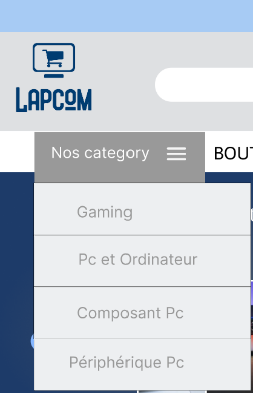 LAPCOM
Nos category
BOUT
Gaming
Pc et Ordinateur
Composant Pc
Périphérique Pc